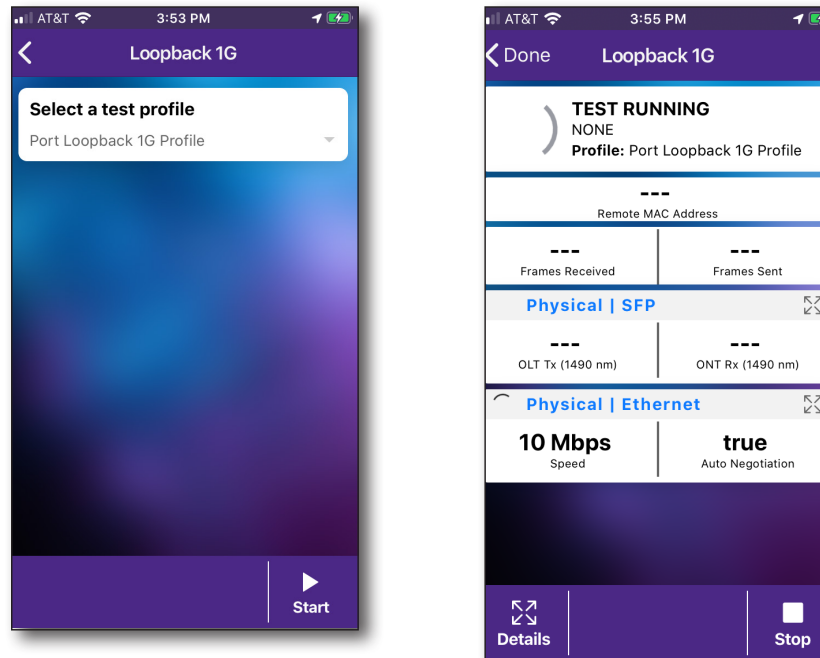 AT&T 3:53 PM
Loopback 1G
Select a test profile
Port Loopback 1G Profile
Start
AT&T 3:55 PM
Done Loopback 1G
TEST RUNNING
NONE
Profile: Port Loopback 1G Profile
---
Remote MAC Address
--- ---
Frames Received Frames Sent
Physical | SFP
--- ---
OLT Tx (1490 nm) ONT Rx (1490 nm)
Physical | Ethernet
10 Mbps true
Speed Auto Negotiation
Details Stop